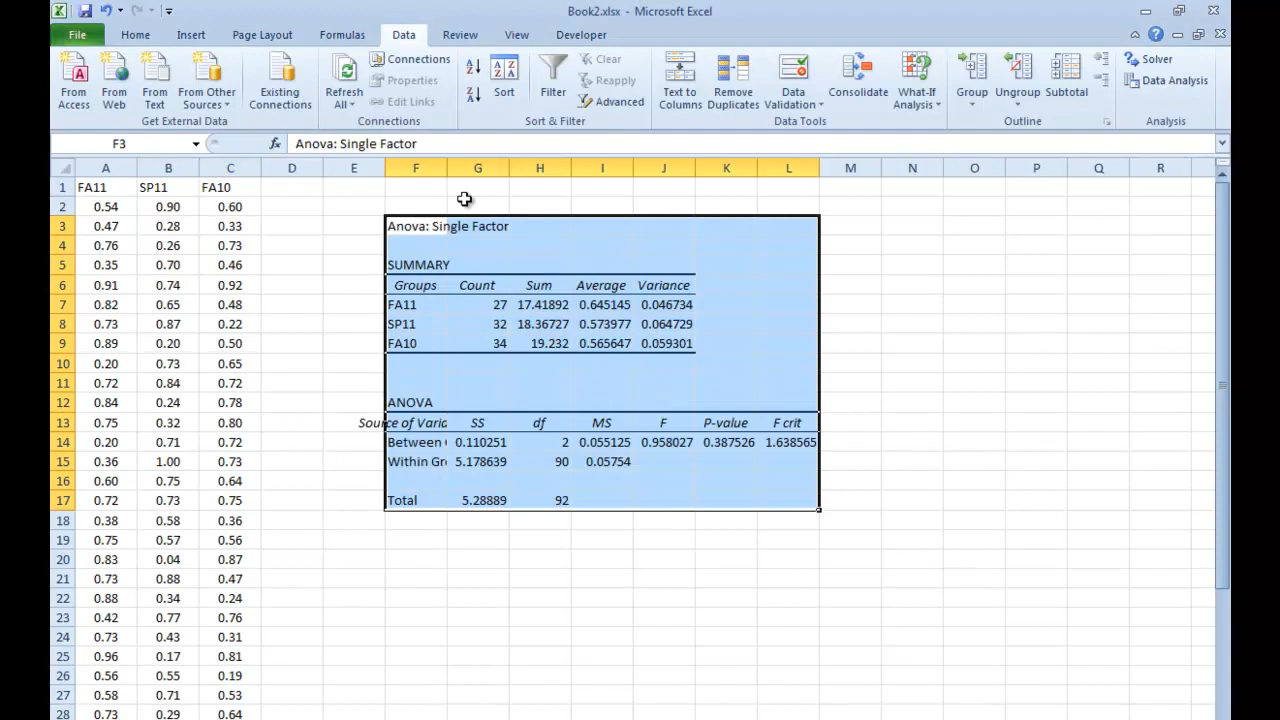 Book2.xlsx - Microsoft Excel
File Home Insert Page Layout Formulas Data Review View Developer
From Access
From Web
From Text
From Other Sources
Get External Data
Existing Connections
Refresh All
Connections
Properties
Edit Links
Connections
Sort
Filter
Clear
Reapply
Advanced
Sort & Filter
Text to Columns
Remove Duplicates
Data Validation
Consolidate
What-If Analysis
Data Tools
Group
Ungroup
Subtotal
Outline
Solver
Data Analysis
Analysis
F3 fx Anova: Single Factor
A B C D E F G H I J K L M N O P Q R
1 FA11 SP11 FA10
2 0.54 0.90 0.60
3 0.47 0.28 0.33 Anova: Single Factor
4 0.76 0.26 0.73
5 0.35 0.70 0.46 SUMMARY
6 0.91 0.74 0.92 Groups Count Sum Average Variance
7 0.82 0.65 0.48 FA11 27 17.41892 0.645145 0.046734
8 0.73 0.87 0.22 SP11 32 18.36727 0.573977 0.064729
9 0.89 0.20 0.50 FA10 34 19.232 0.565647 0.059301
10 0.20 0.73 0.65
11 0.72 0.84 0.72
12 0.84 0.24 0.78 ANOVA
13 0.75 0.32 0.80 Source of Varia SS df MS F P-value F crit
14 0.20 0.71 0.72 Between 0.110251 2 0.055125 0.958027 0.387526 1.638565
15 0.36 1.00 0.73 Within Gr 5.178639 90 0.05754
16 0.60 0.75 0.64
17 0.72 0.73 0.75 Total 5.28889 92
18 0.38 0.58 0.36
19 0.75 0.57 0.56
20 0.83 0.04 0.87
21 0.73 0.88 0.47
22 0.88 0.34 0.24
23 0.42 0.77 0.76
24 0.73 0.43 0.31
25 0.96 0.17 0.81
26 0.56 0.55 0.19
27 0.58 0.71 0.53
28 0.73 0.29 0.64